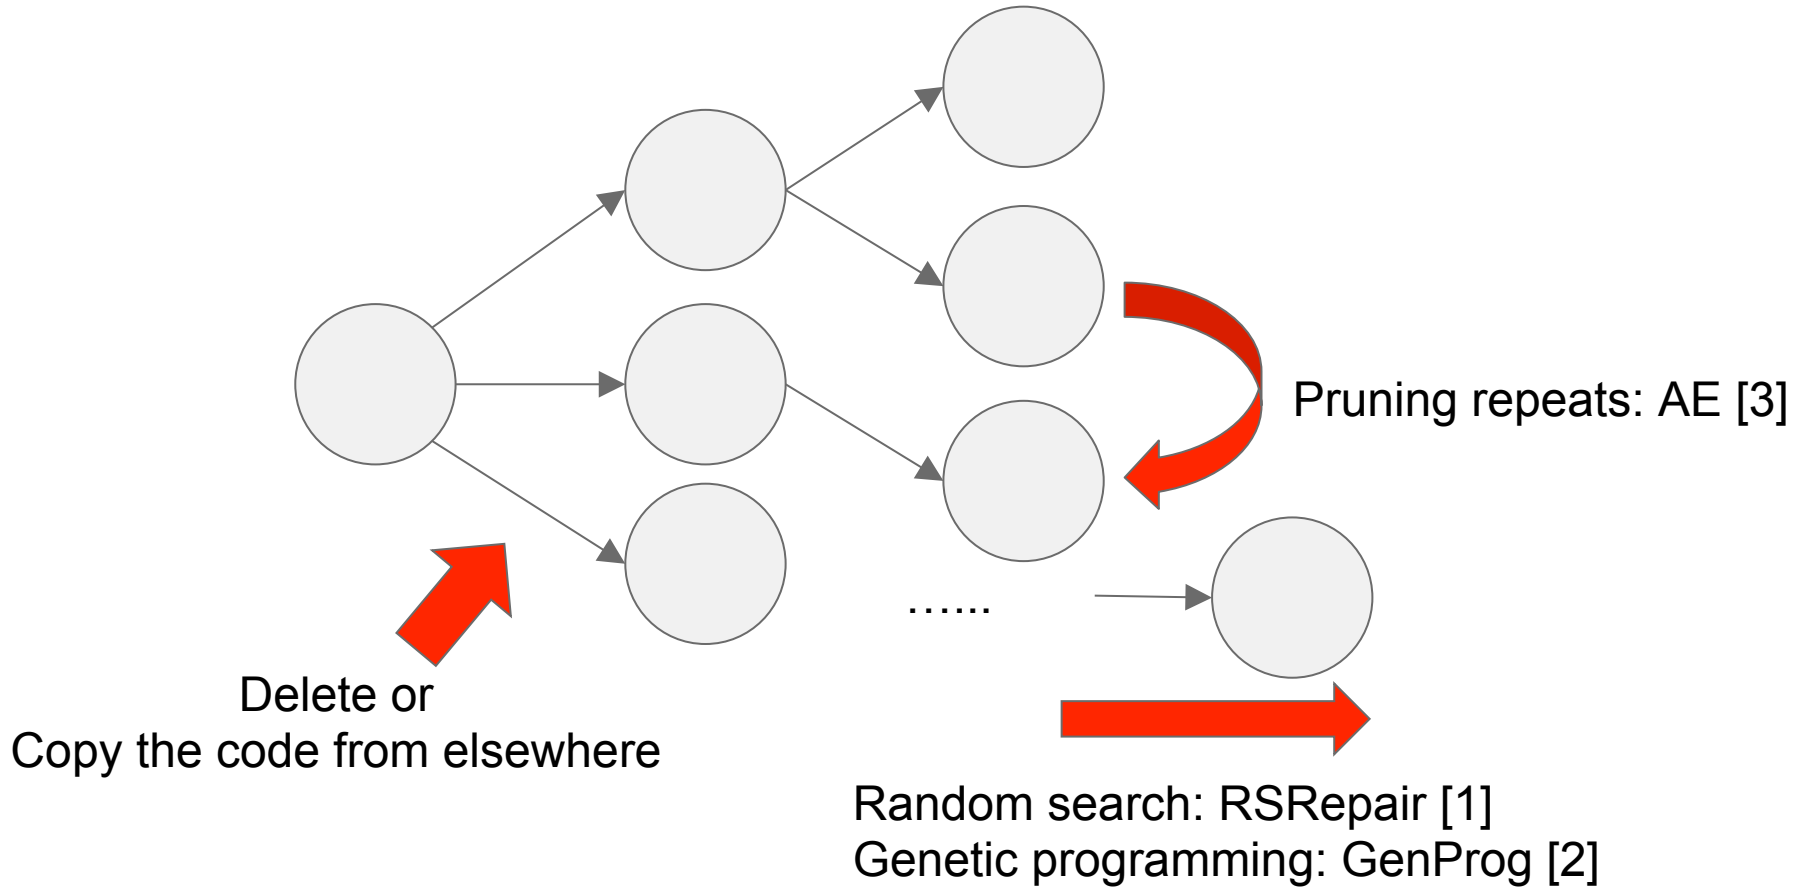 Pruning repeats: AE [3]
…...
Delete or
Copy the code from elsewhere
Random search: RSRepair [1]
Genetic programming: GenProg [2]